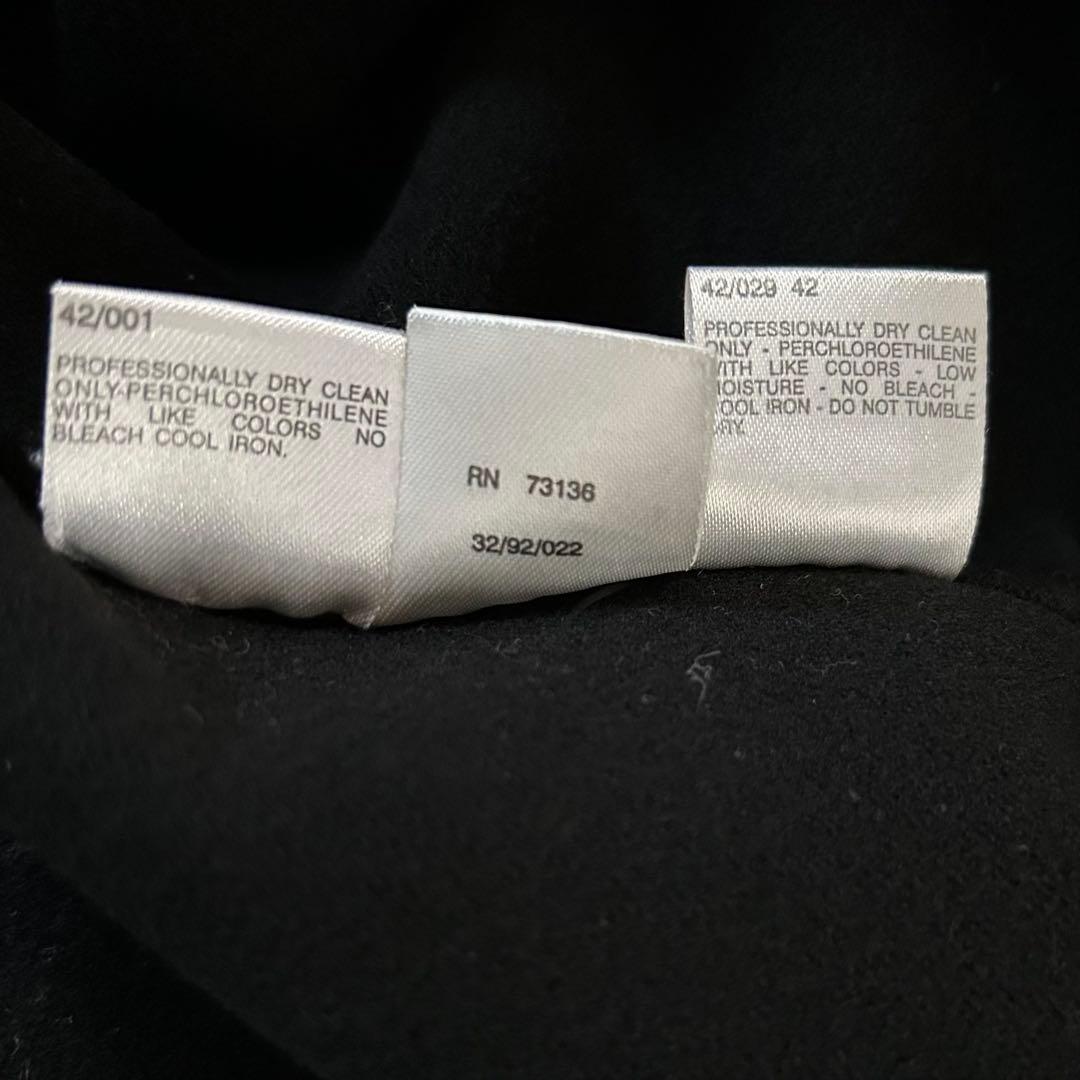 42/001
PROFESSIONALLY DRY CLEAN
ONLY-PERCHLOROETHILENE
WITH LIKE COLORS NO
BLEACH COOL IRON.
RN 73136
32/92/022
42/029 42
PROFESSIONALLY DRY CLEAN
ONLY - PERCHLOROETHILENE
WITH LIKE COLORS - LOW
MOISTURE - NO BLEACH -
COOL IRON - DO NOT TUMBLE
DRY.